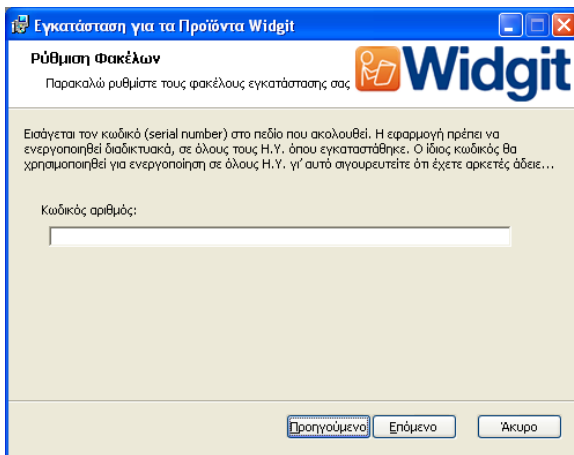 Εγκατάσταση για τα Προϊόντα Widgit
Ρύθμιση Φακέλων
Παρακαλώ ρυθμίστε τους φακέλους εγκατάστασης σας
Widgit
Εισάγεται τον κωδικό (serial number) στο πεδίο που ακολουθεί. Η εφαρμογή πρέπει να
ενεργοποιηθεί διαδικτυακά, σε όλους τους Η.Υ. όπου εγκαταστάθηκε. Ο ίδιος κωδικός θα
χρησιμοποιηθεί για ενεργοποίηση σε όλους Η.Υ. γι' αυτό σιγουρευτείτε ότι έχετε αρκετές άδειε...
Κωδικός αριθμός:
Προηγούμενο Επόμενο Άκυρο